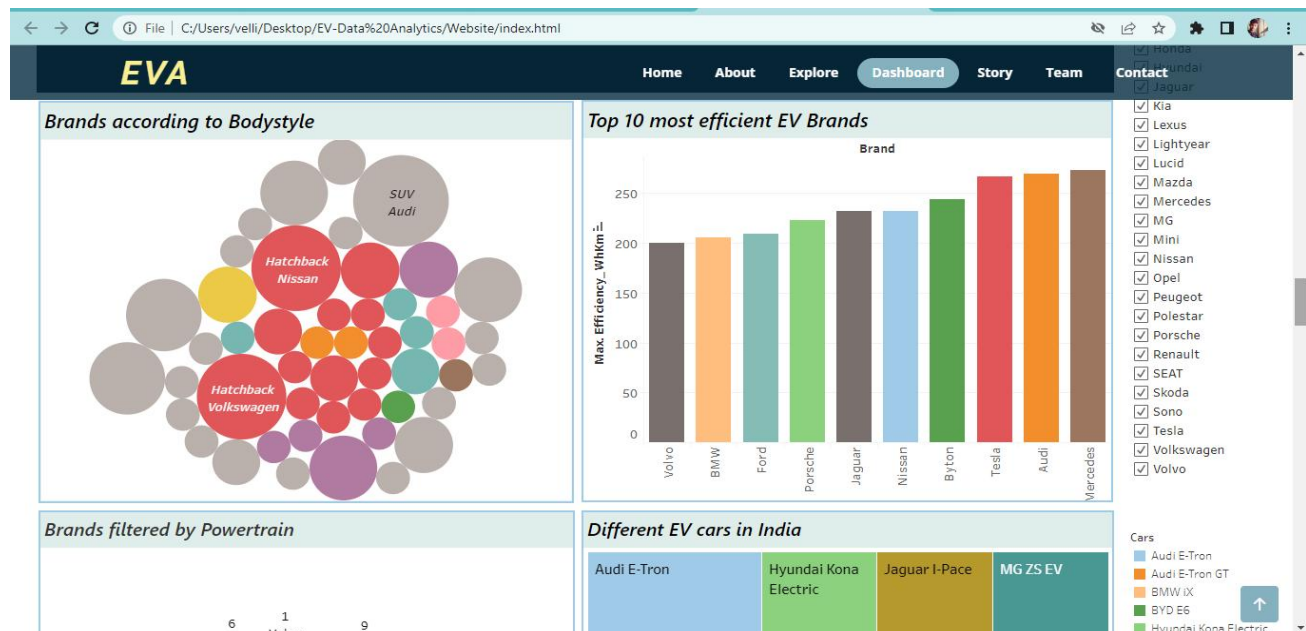 File | C:/Users/velli/Desktop/EV-Data%20Analytics/Website/index.html
EVA
Home About Explore Dashboard Story Team Contact
Brands according to Bodystyle
SUV
Audi
Hatchback
Nissan
Hatchback
Volkswagen
Top 10 most efficient EV Brands
Brand
Max. Efficiency_WhKm
250
200
150
100
50
0
Volvo
BMW
Ford
Porsche
Jaguar
Nissan
Byton
Tesla
Audi
Mercedes
Honda
Hyundai
Jaguar
Kia
Lexus
Lightyear
Lucid
Mazda
Mercedes
MG
Mini
Nissan
Opel
Peugeot
Polestar
Porsche
Renault
SEAT
Skoda
Sono
Tesla
Volkswagen
Volvo
Brands filtered by Powertrain
6
1
9
Different EV cars in India
Audi E-Tron
Hyundai Kona
Electric
Jaguar I-Pace
MG ZS EV
Cars
Audi E-Tron
Audi E-Tron GT
BMW iX
BYD E6
Hyundai Kona Electric